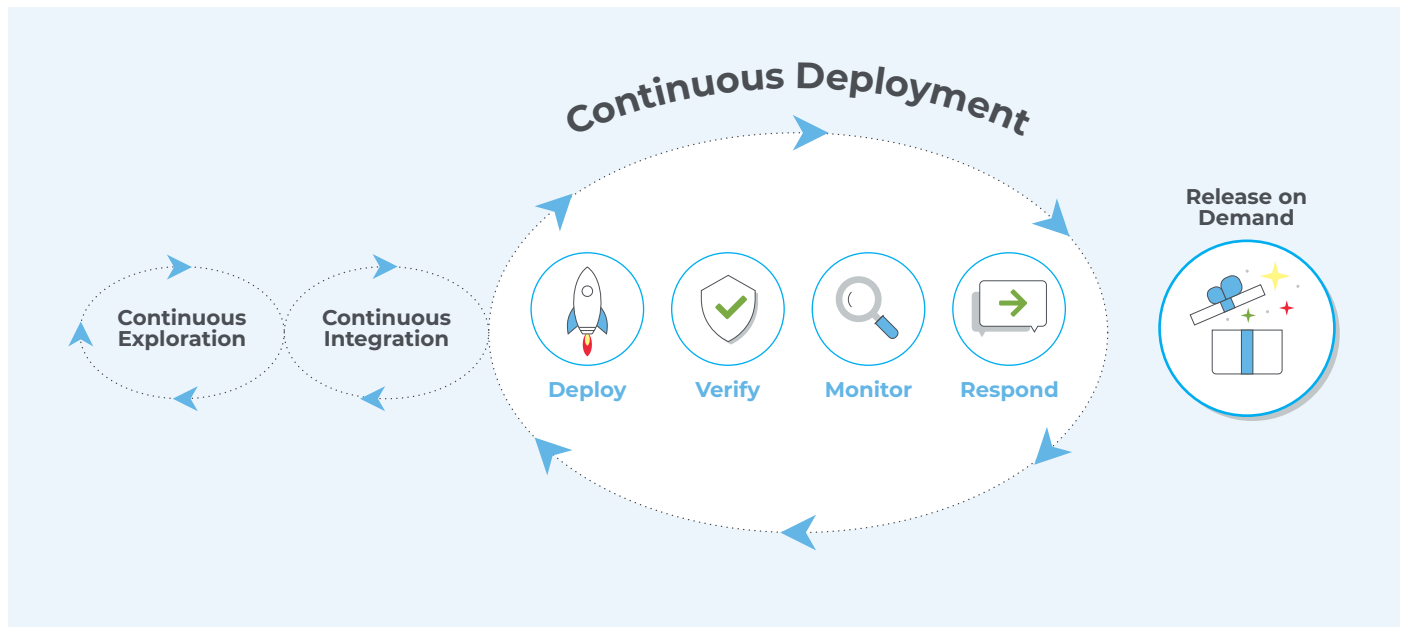 Continuous Deployment
Release on
Demand
Continuous
Exploration
Continuous
Integration
Deploy
Verify
Monitor
Respond